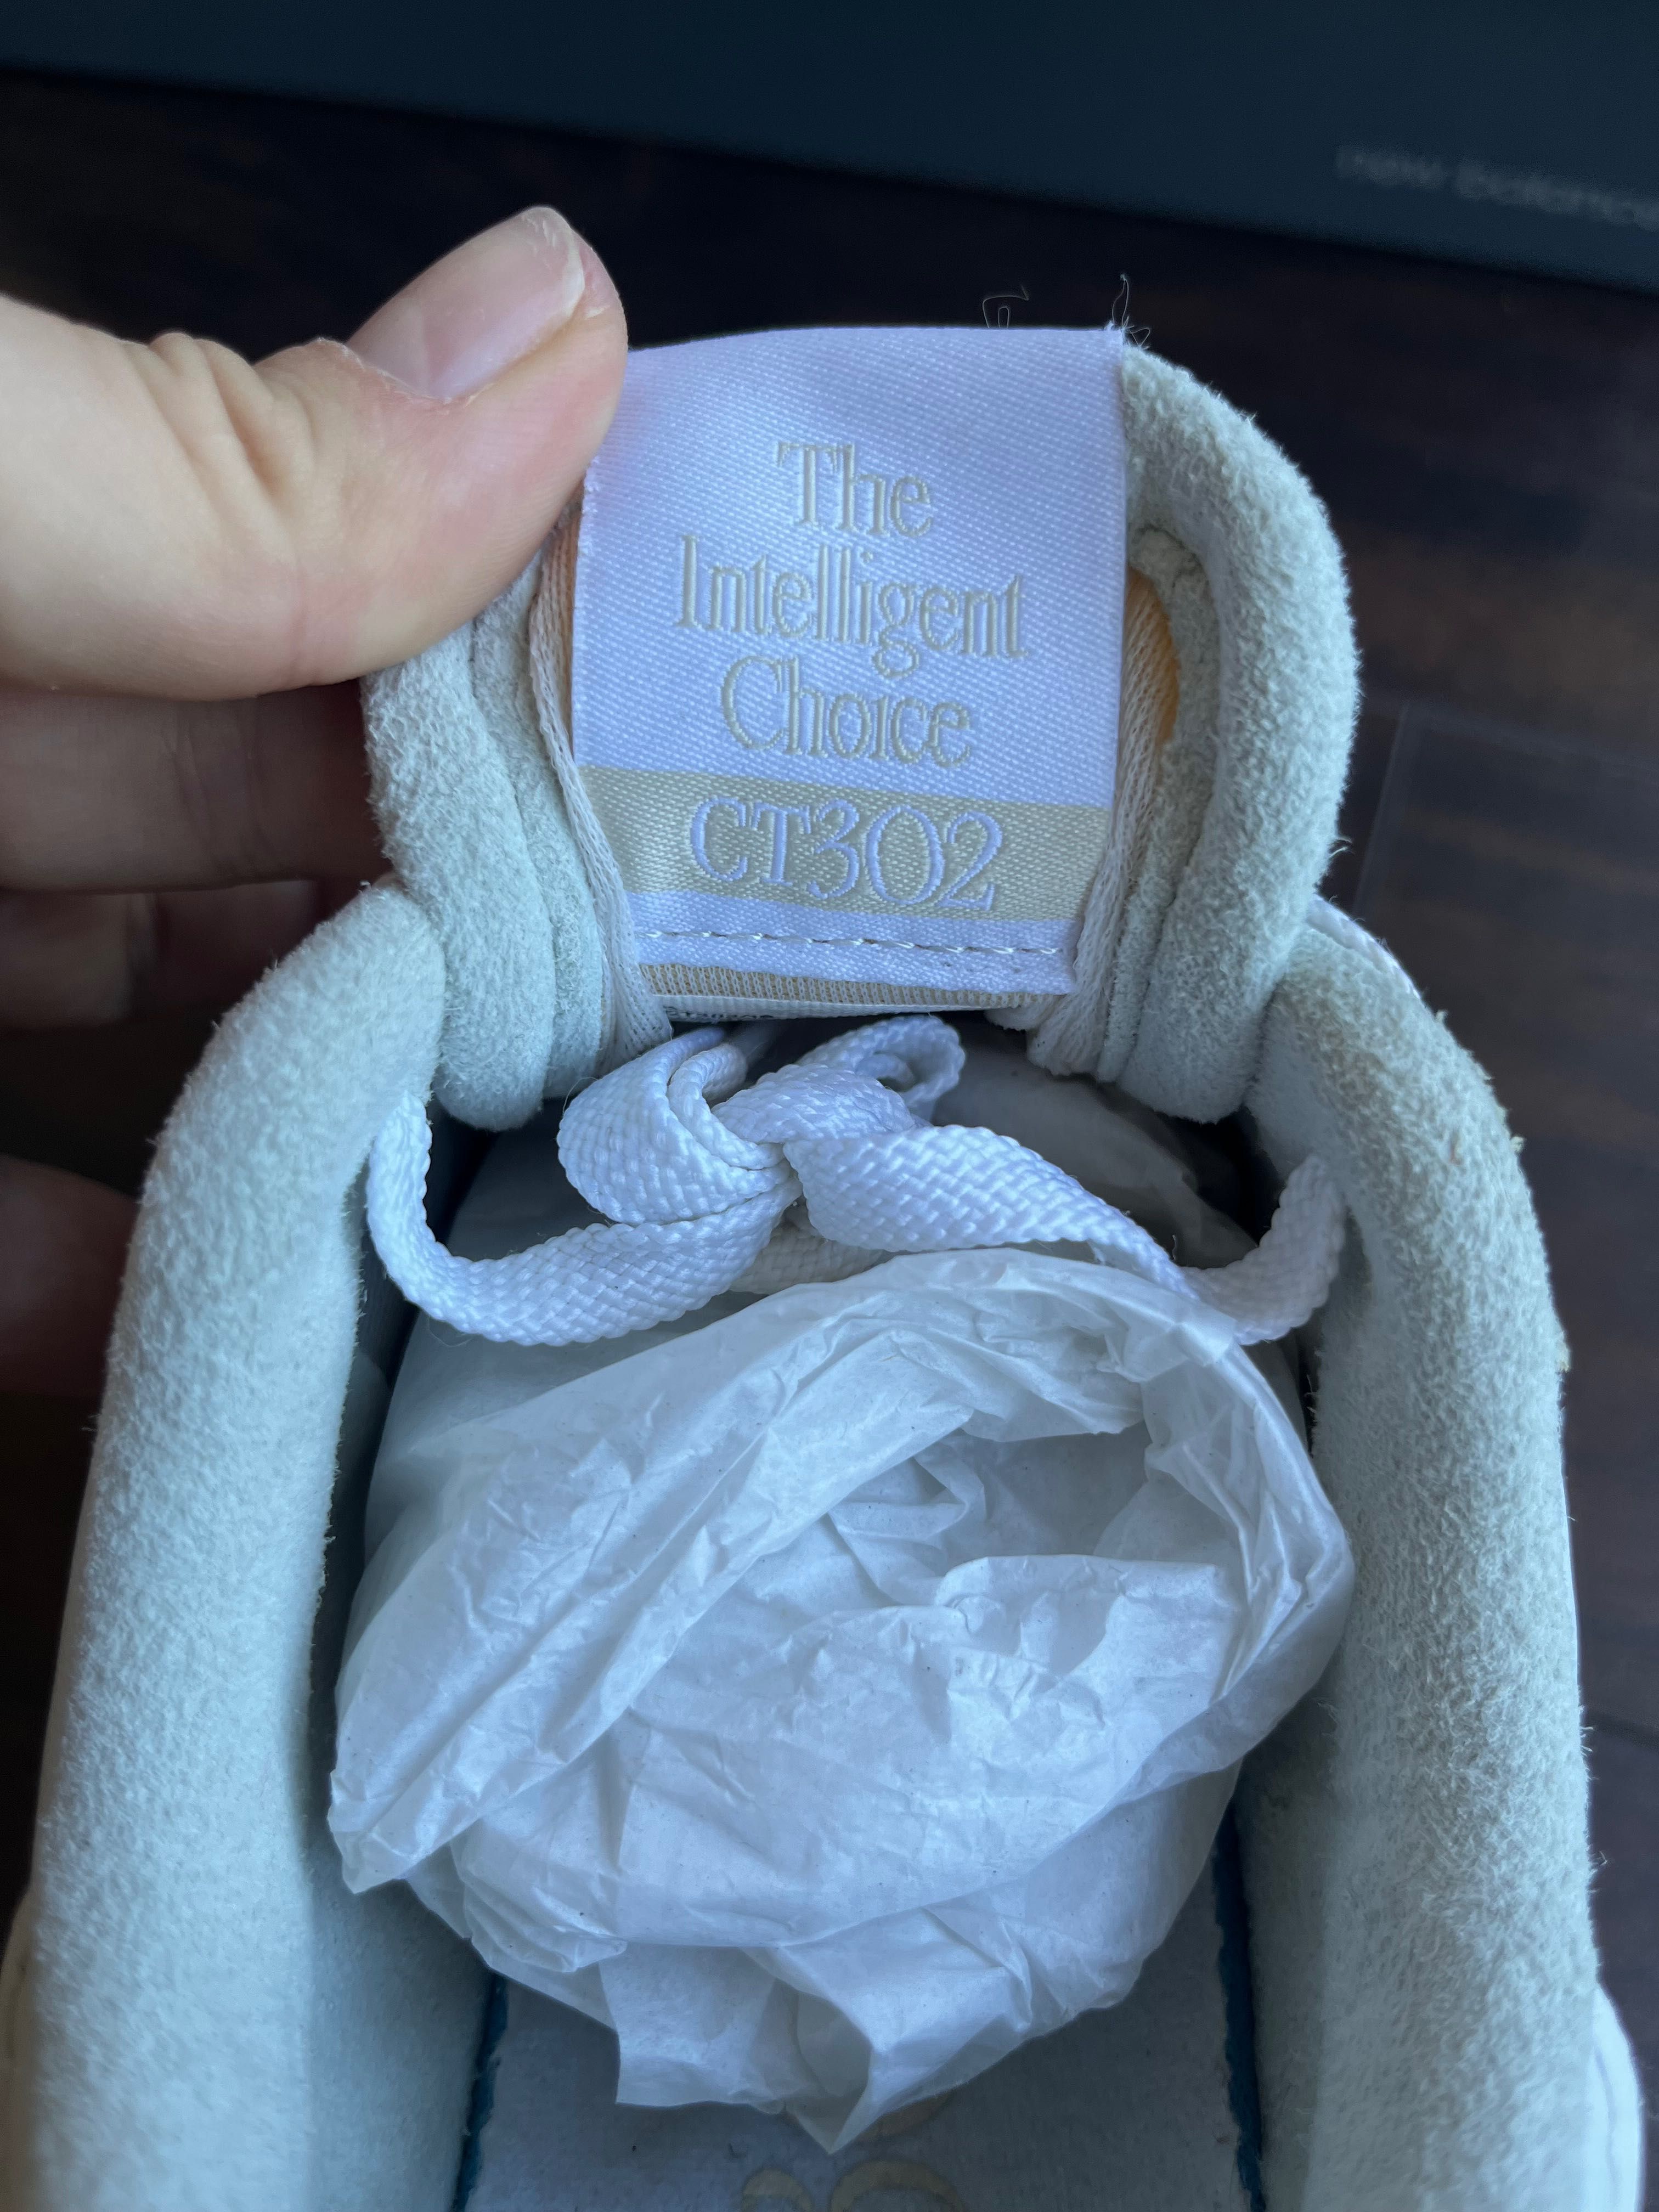 new balance
The
Intelligent
Choice
CT302